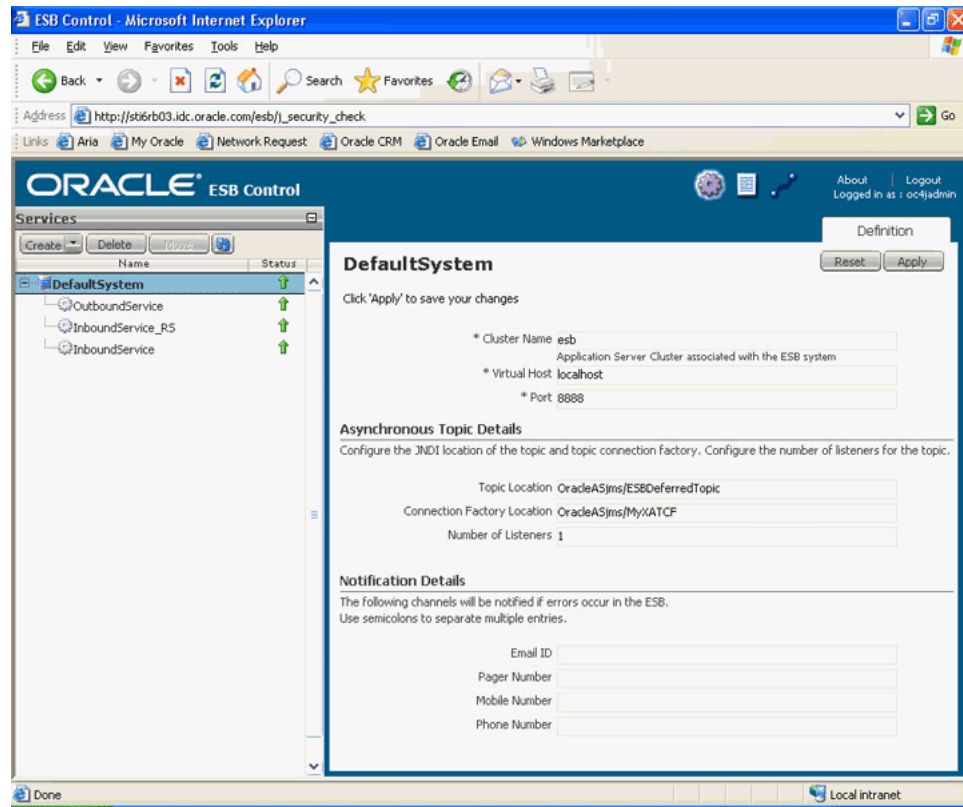 ESB Control - Microsoft Internet Explorer
File Edit View Favorites Tools Help
Back Search Favorites
Address http://sti6rb03.idc.oracle.com/esb/j_security_check Go
Links Aria My Oracle Network Request Oracle CRM Oracle Email Windows Marketplace
ORACLE ESB Control
About | Logout
Logged in as : oc4jadmin
Services
Create Delete Move
Name Status
DefaultSystem
OutboundService
InboundService_RS
InboundService
Definition
DefaultSystem
Reset Apply
Click 'Apply' to save your changes
* Cluster Name esb
Application Server Cluster associated with the ESB system
* Virtual Host localhost
* Port 8888
Asynchronous Topic Details
Configure the JNDI location of the topic and topic connection factory. Configure the number of listeners for the topic.
Topic Location OracleASjms/ESBDeferredTopic
Connection Factory Location OracleASjms/MyXATCF
Number of Listeners 1
Notification Details
The following channels will be notified if errors occur in the ESB.
Use semicolons to separate multiple entries.
Email ID
Pager Number
Mobile Number
Phone Number
Done
Local intranet